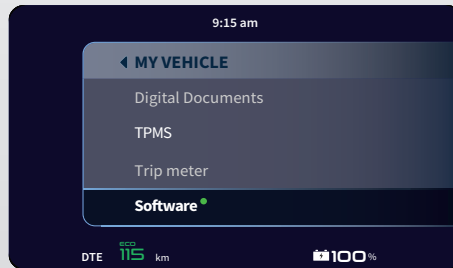 9:15 am
MY VEHICLE
Digital Documents
TPMS
Trip meter
Software
ECO
DTE 115 km
100%